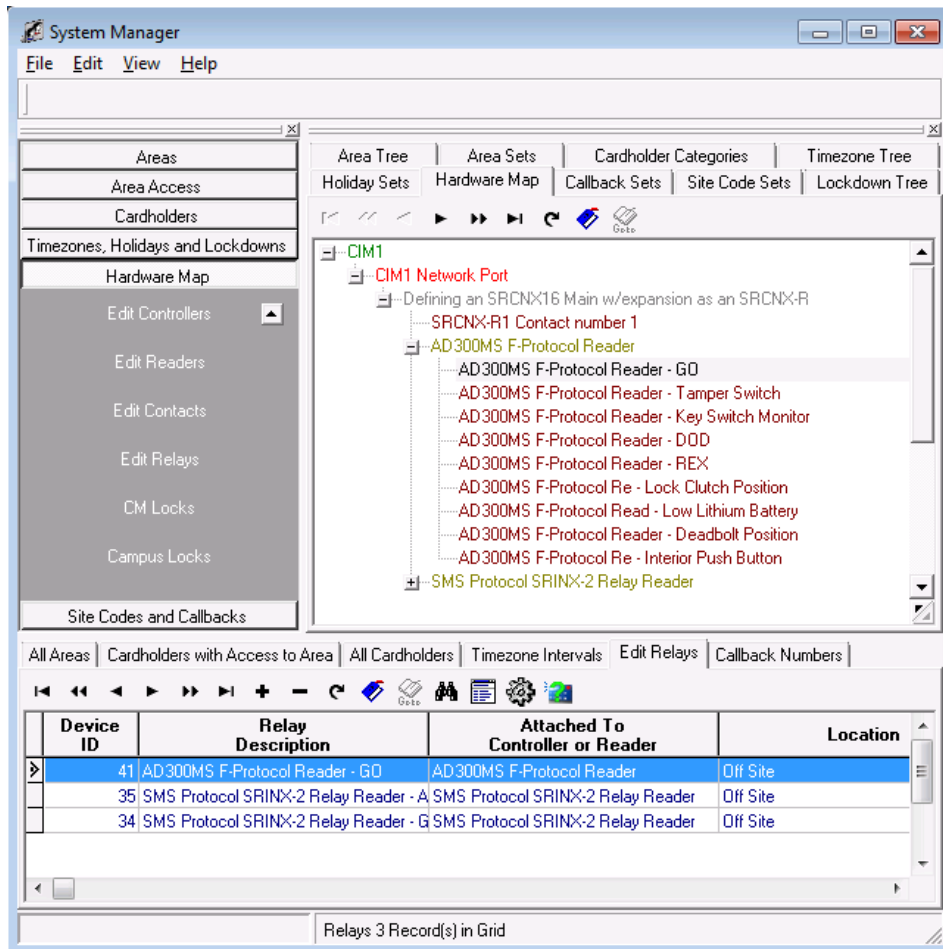 System Manager
File Edit View Help
Areas
Area Access
Cardholders
Timezones, Holidays and Lockdowns
Hardware Map
Edit Controllers
Edit Readers
Edit Contacts
Edit Relays
CM Locks
Campus Locks
Site Codes and Callbacks
Area Tree Area Sets Cardholder Categories Timezone Tree
Holiday Sets Hardware Map Callback Sets Site Code Sets Lockdown Tree
Goto
CIM1
CIM1 Network Port
Defining an SRCNX16 Main w/expansion as an SRCNX-R
SRCNX-R1 Contact number 1
AD300MS F-Protocol Reader
AD300MS F-Protocol Reader - GO
AD300MS F-Protocol Reader - Tamper Switch
AD300MS F-Protocol Reader - Key Switch Monitor
AD300MS F-Protocol Reader - DOD
AD300MS F-Protocol Reader - REX
AD300MS F-Protocol Re - Lock Clutch Position
AD300MS F-Protocol Read - Low Lithium Battery
AD300MS F-Protocol Reader - Deadbolt Position
AD300MS F-Protocol Re - Interior Push Button
SMS Protocol SRINX-2 Relay Reader
All Areas Cardholders with Access to Area All Cardholders Timezone Intervals Edit Relays Callback Numbers
Goto
Device ID Relay Description Attached To Controller or Reader Location
41 AD300MS F-Protocol Reader - GO AD300MS F-Protocol Reader Off Site
35 SMS Protocol SRINX-2 Relay Reader - A SMS Protocol SRINX-2 Relay Reader Off Site
34 SMS Protocol SRINX-2 Relay Reader - G SMS Protocol SRINX-2 Relay Reader Off Site
Relays 3 Record(s) in Grid